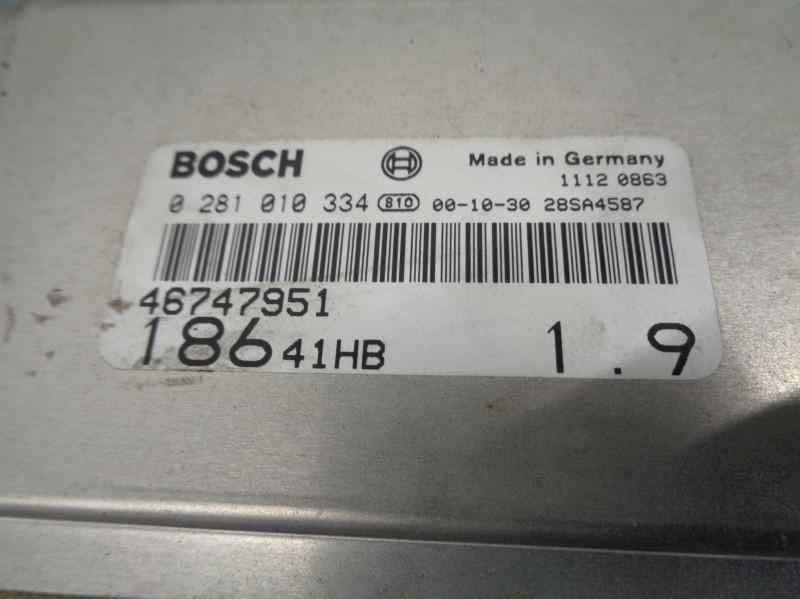 BOSCH Made in Germany
1112 0863
0 281 010 334 810 00-10-30 28SA4587
46747951
186 41HB 1.9